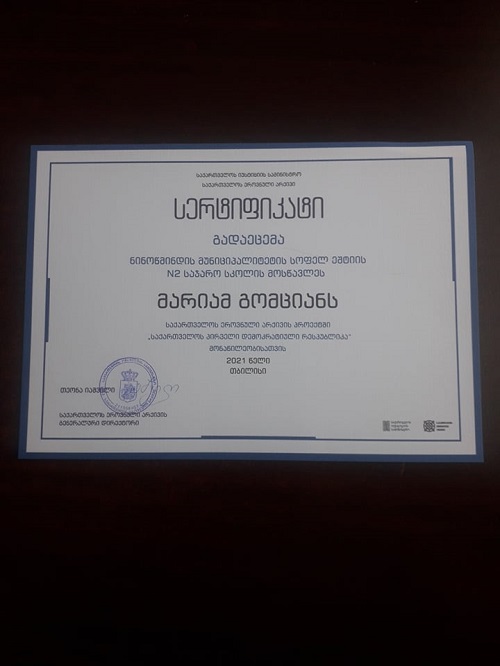 საქართველოს იუსტიციის სამინისტრო
საქართველოს ეროვნული არქივი
სერტიფიკატი
გადაეცემა
ნინოწმინდის მუნიციპალიტეტის სოფელ ეშტიის
N2 საჯარო სკოლის მოსწავლეს
მარიამ გომციანს
საქართველოს ეროვნული არქივის პროექტში
„საქართველოს პირველი დემოკრატიული რესპუბლიკა“
მონაწილეობისათვის
2021 წელი
თბილისი
თეონა იაშვილი
საქართველოს ეროვნული არქივის
გენერალური დირექტორი